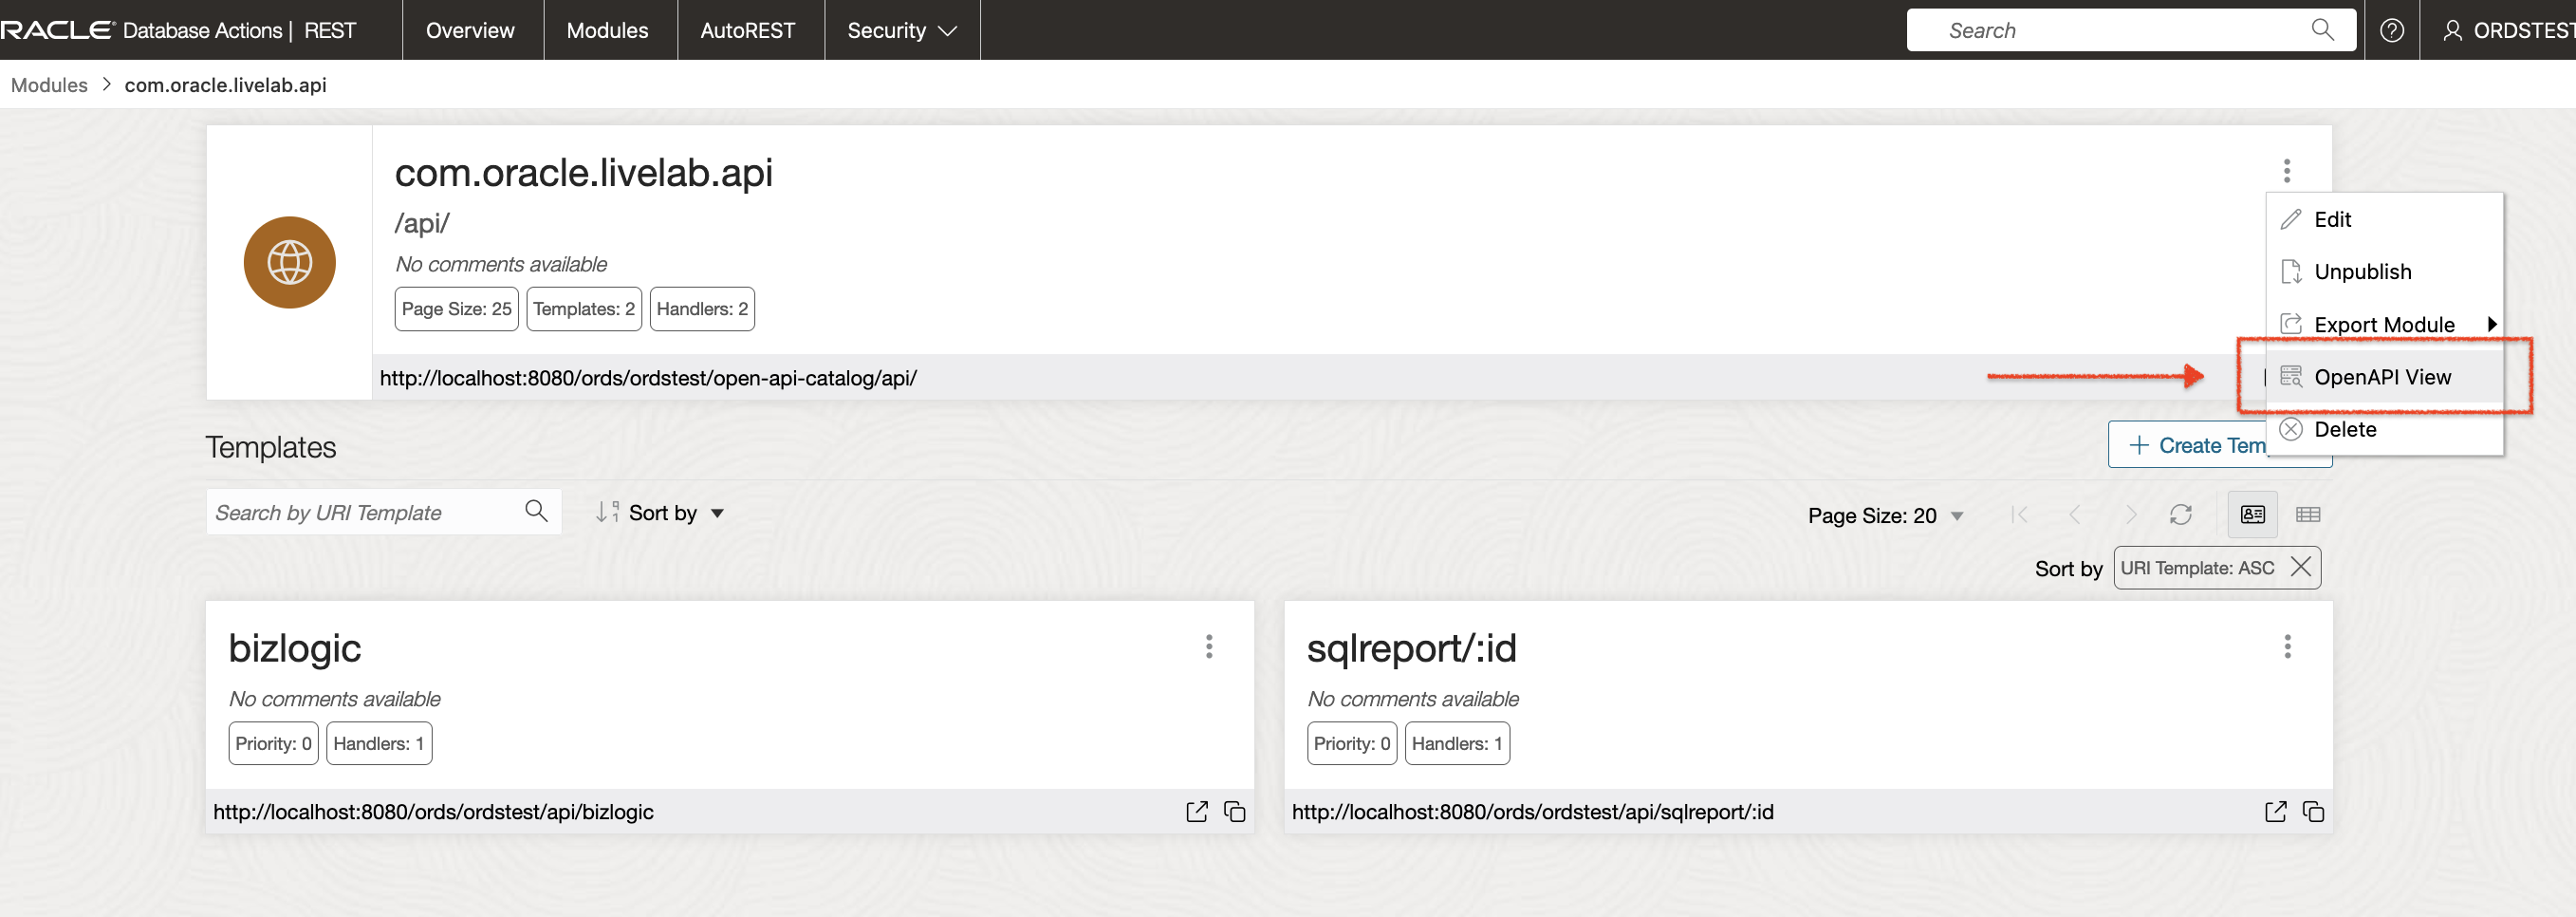 RACLE Database Actions | REST
Overview
Modules
AutoREST
Security
Search
ORDSTEST
Modules > com.oracle.livelab.api
com.oracle.livelab.api
/api/
No comments available
Page Size: 25
Templates: 2
Handlers: 2
http://localhost:8080/ords/ordstest/open-api-catalog/api/
Edit
Unpublish
Export Module
OpenAPI View
Delete
Templates
+ Create Tem
Search by URI Template
Sort by
Page Size: 20
Sort by
URI Template: ASC
bizlogic
No comments available
Priority: 0
Handlers: 1
http://localhost:8080/ords/ordstest/api/bizlogic
sqlreport/:id
No comments available
Priority: 0
Handlers: 1
http://localhost:8080/ords/ordstest/api/sqlreport/:id